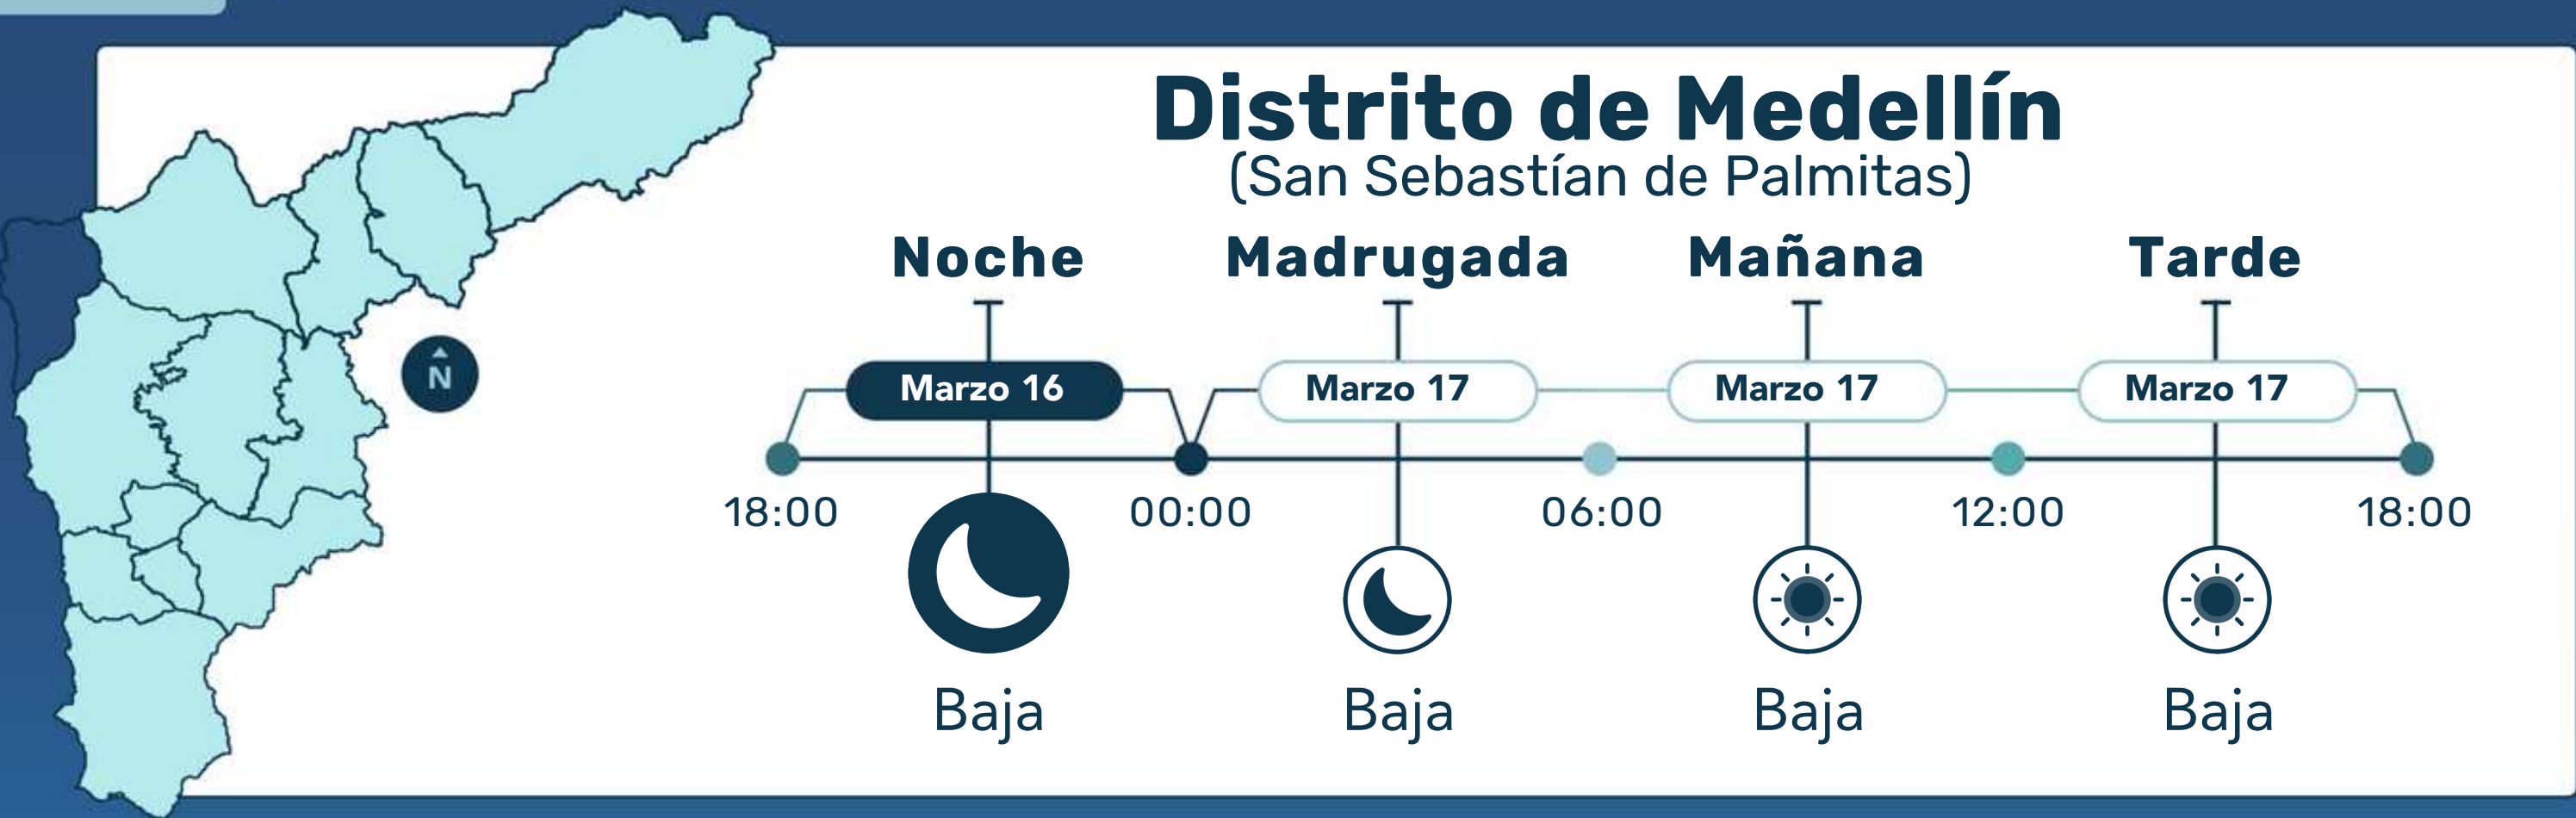 Distrito de Medellín
(San Sebastían de Palmitas)
Noche Madrugada Mañana Tarde
Marzo 16 Marzo 17 Marzo 17 Marzo 17
N
18:00 00:00 06:00 12:00 18:00
Baja Baja Baja Baja